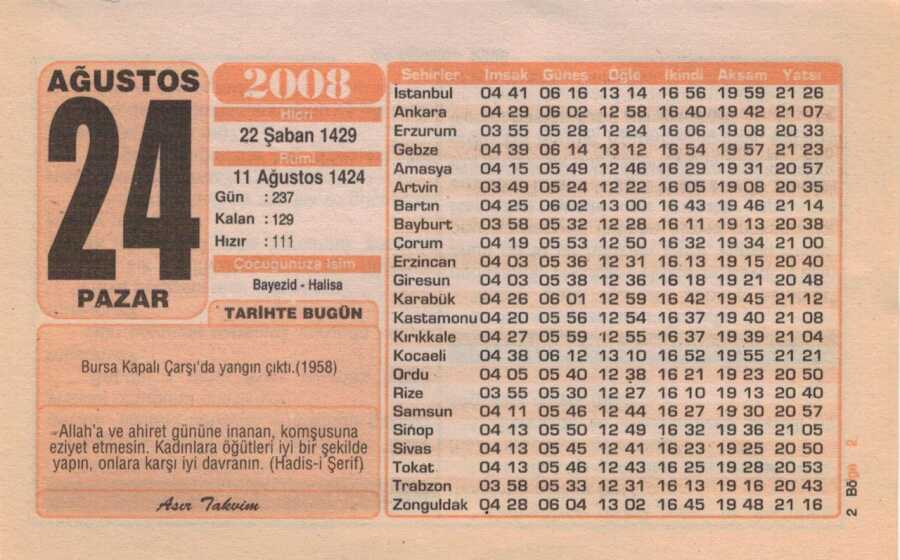 AĞUSTOS
24
PAZAR
2008
Hicri
22 Şaban 1429
Rumi
11 Ağustos 1424
Gün : 237
Kalan : 129
Hızır : 111
Çocuğunuza İsim
Bayezid - Halisa
TARİHTE BUGÜN
Bursa Kapalı Çarşı'da yangın çıktı.(1958)
Allah'a ve ahiret gününe inanan, komşusuna
eziyet etmesin. Kadınlara öğütleri iyi bir şekilde
yapın, onlara karşı iyi davranın. (Hadis-i Şerif)
Asır Takvim
Şehirler İmsak Güneş Öğle İkindi Akşam Yatsı
İstanbul 04 41 06 16 13 14 16 56 19 59 21 26
Ankara 04 29 06 02 12 58 16 40 19 42 21 07
Erzurum 03 55 05 28 12 24 16 06 19 08 20 33
Gebze 04 39 06 14 13 12 16 54 19 57 21 23
Amasya 04 15 05 49 12 46 16 29 19 31 20 57
Artvin 03 49 05 24 12 22 16 05 19 08 20 35
Bartın 04 25 06 02 13 00 16 43 19 46 21 14
Bayburt 03 58 05 32 12 28 16 11 19 13 20 38
Çorum 04 19 05 53 12 50 16 32 19 34 21 00
Erzincan 04 03 05 36 12 31 16 13 19 15 20 40
Giresun 04 03 05 38 12 36 16 18 19 21 20 48
Karabük 04 26 06 01 12 59 16 42 19 45 21 12
Kastamonu 04 20 05 56 12 54 16 37 19 40 21 08
Kırıkkale 04 27 05 59 12 55 16 37 19 39 21 04
Kocaeli 04 38 06 12 13 10 16 52 19 55 21 21
Ordu 04 05 05 40 12 38 16 21 19 23 20 50
Rize 03 55 05 30 12 27 16 10 19 13 20 40
Samsun 04 11 05 46 12 44 16 27 19 30 20 57
Sinop 04 13 05 50 12 49 16 32 19 36 21 05
Sivas 04 13 05 45 12 41 16 23 19 25 20 50
Tokat 04 13 05 46 12 43 16 25 19 28 20 53
Trabzon 03 58 05 33 12 31 16 13 19 16 20 43
Zonguldak 04 28 06 04 13 02 16 45 19 48 21 16
2 Bölge 2